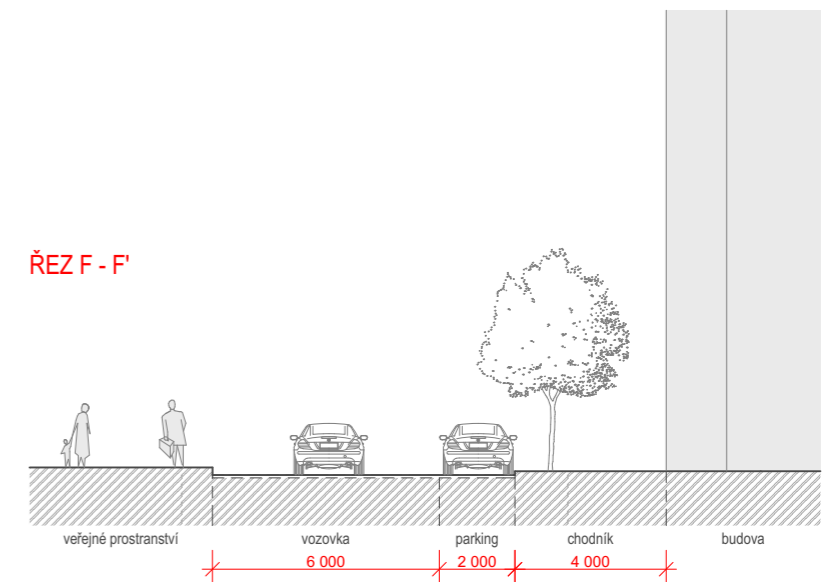 ŘEZ F - F'
veřejné prostranství vozovka parking chodník budova
6 000 2 000 4 000